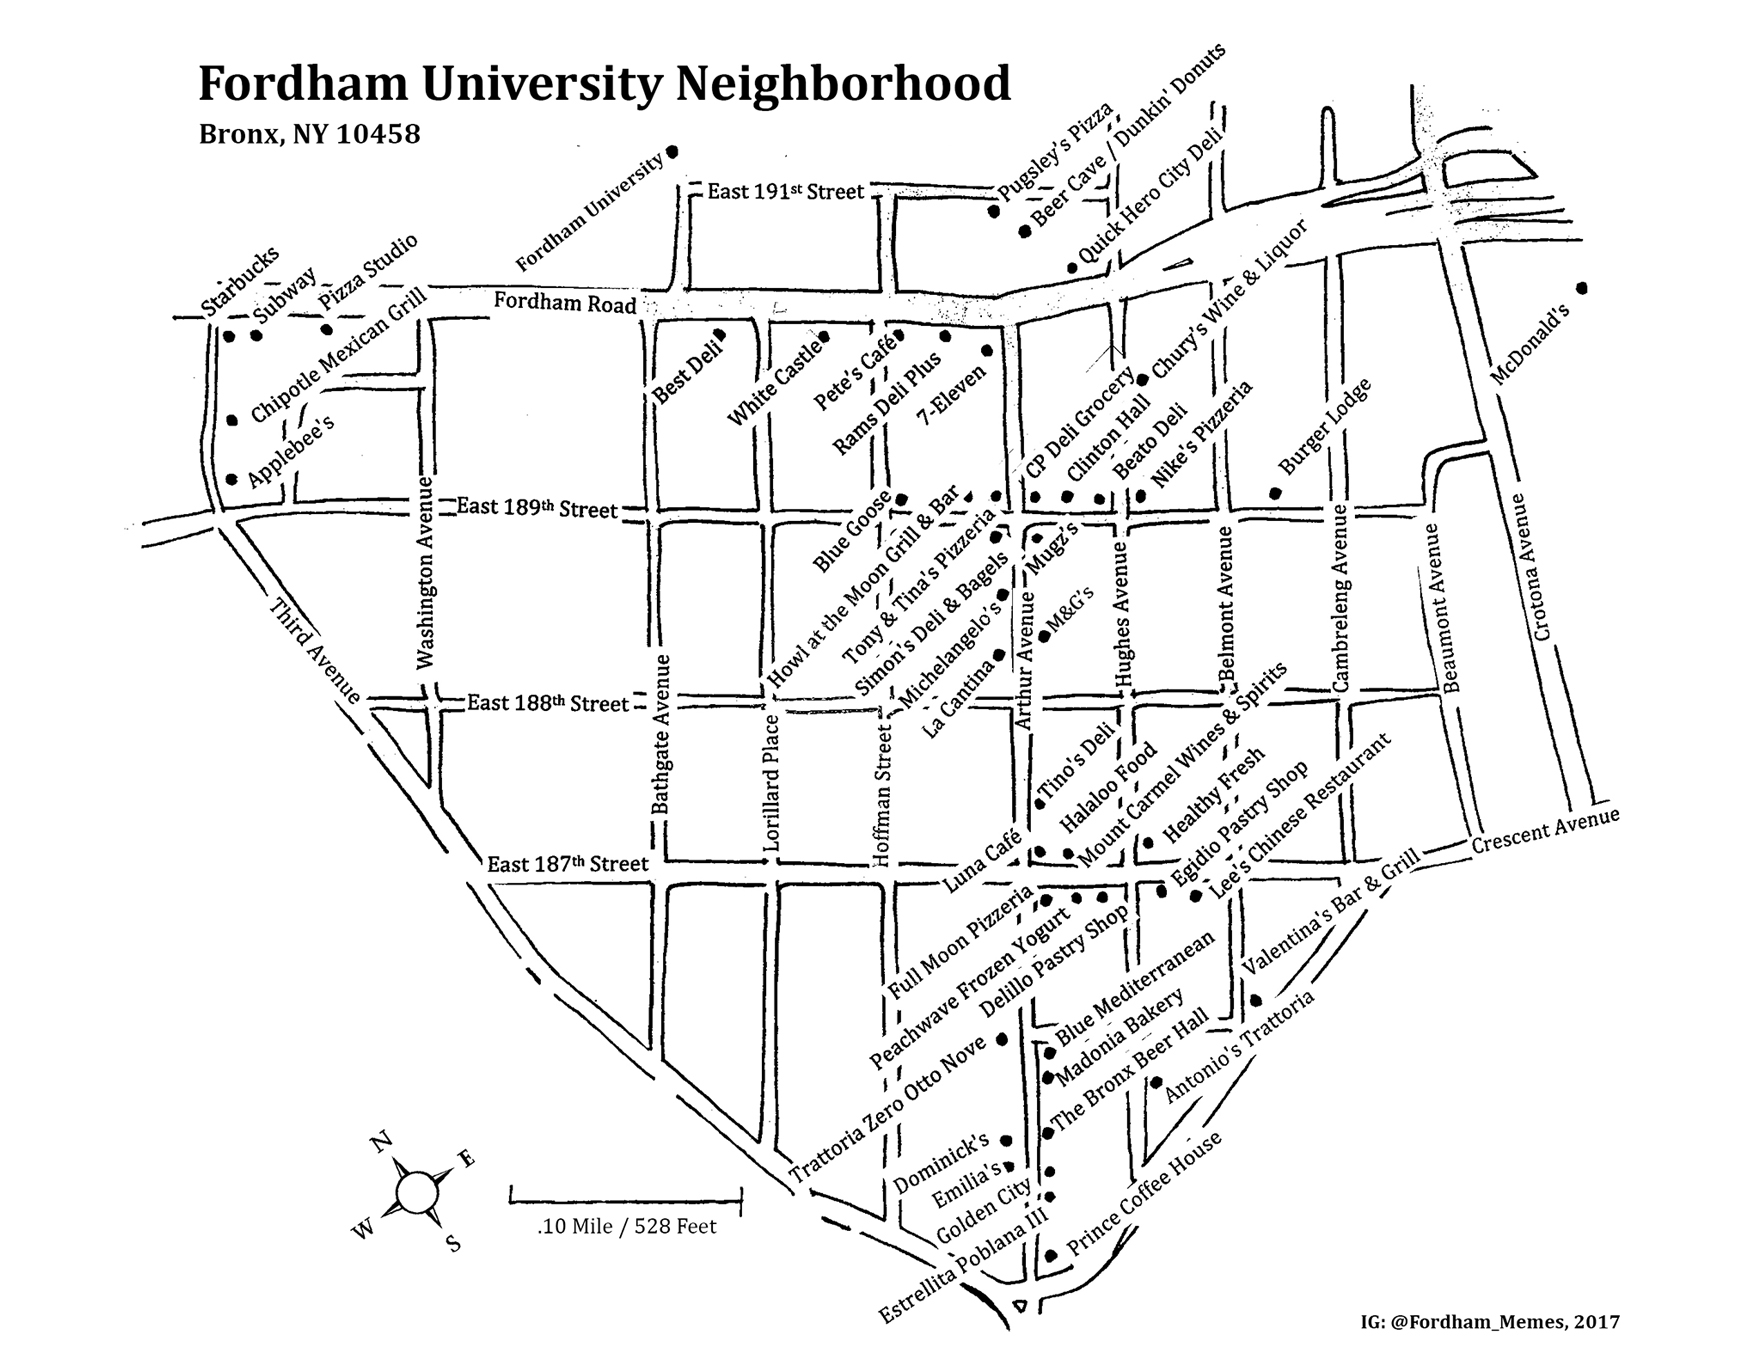 Fordham University Neighborhood
Bronx, NY 10458
Fordham University
East 191st Street
Pugsley's Pizza
Beer Cave / Dunkin' Donuts
Quick Hero City Deli
Starbucks
Subway
Pizza Studio
Chipotle Mexican Grill
Applebee's
Fordham Road
Best Deli
White Castle
Pete's Café
Rams Deli Plus
7-Eleven
CP Deli Grocery
Chury's Wine & Liquor
Clinton Hall
Beato Deli
Nike's Pizzeria
Burger Lodge
McDonald's
East 189th Street
Blue Goose
Howl at the Moon Grill & Bar
Tony & Tina's Pizzeria
Simon's Deli & Bagels
Michelangelo's
La Cantina
Mugz's
M&G's
Third Avenue
Washington Avenue
Bathgate Avenue
Lorillard Place
Hoffman Street
Arthur Avenue
Hughes Avenue
Belmont Avenue
Cambreleng Avenue
Beaumont Avenue
Crotona Avenue
East 188th Street
Tino's Deli
Halaloo Food
Mount Carmel Wines & Spirits
Healthy Fresh
Egidio Pastry Shop
Lee's Chinese Restaurant
Luna Café
East 187th Street
Crescent Avenue
Full Moon Pizzeria
Peachwave Frozen Yogurt
Delillo Pastry Shop
Valentina's Bar & Grill
Blue Mediterranean
Madonia Bakery
The Bronx Beer Hall
Antonio's Trattoria
Trattoria Zero Otto Nove
Dominick's
Emilia's
Golden City
Estrellita Poblana III
Prince Coffee House
N
E
W
S
.10 Mile / 528 Feet
IG: @Fordham_Memes, 2017